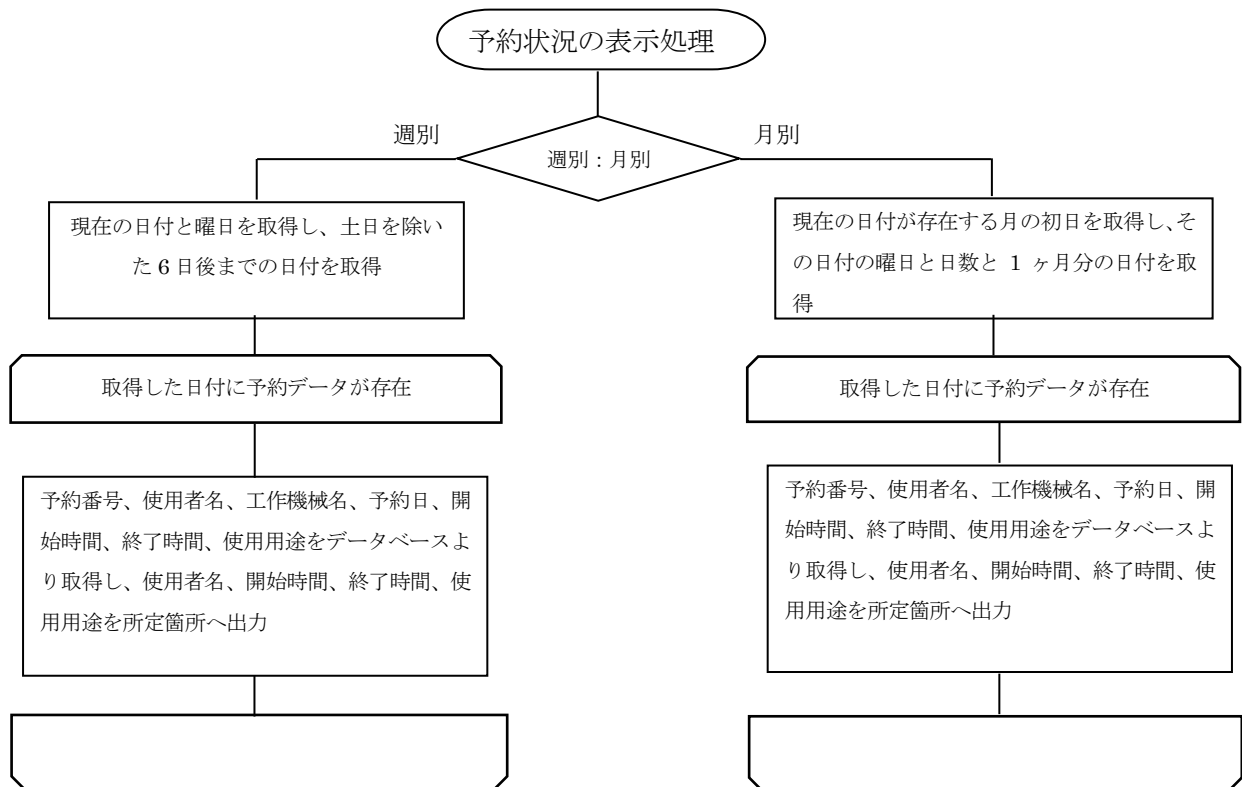 予約状況の表示処理
週別
月別
週別：月別
現在の日付と曜日を取得し、土日を除い
た 6 日後までの日付を取得
現在の日付が存在する月の初日を取得し、そ
の日付の曜日と日数と 1 ヶ月分の日付を取
得
取得した日付に予約データが存在
取得した日付に予約データが存在
予約番号、使用者名、工作機械名、予約日、開
始時間、終了時間、使用用途をデータベースよ
り取得し、使用者名、開始時間、終了時間、使
用用途を所定箇所へ出力
予約番号、使用者名、工作機械名、予約日、開
始時間、終了時間、使用用途をデータベースよ
り取得し、使用者名、開始時間、終了時間、使
用用途を所定箇所へ出力